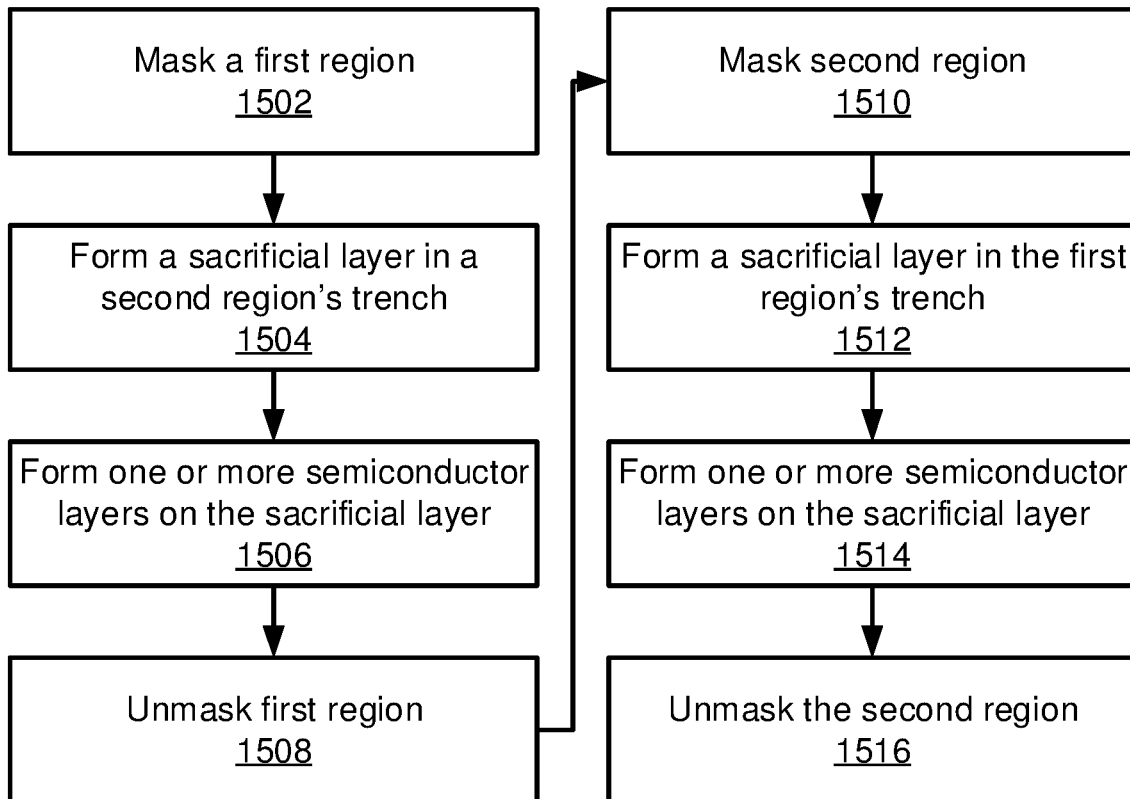 Mask a first region
1502
Form a sacrificial layer in a
second region's trench
1504
Form one or more semiconductor
layers on the sacrificial layer
1506
Unmask first region
1508
Mask second region
1510
Form a sacrificial layer in the first
region's trench
1512
Form one or more semiconductor
layers on the sacrificial layer
1514
Unmask the second region
1516